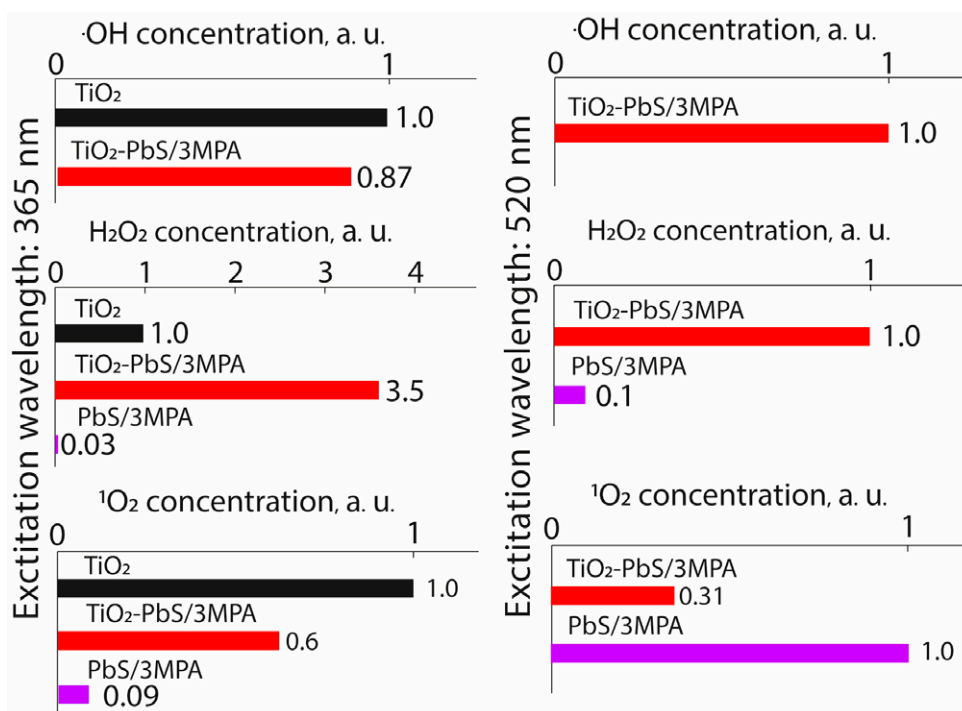 Exctitation wavelength: 365 nm
·OH concentration, a. u.
0 1
TiO₂
1.0
TiO₂-PbS/3MPA
0.87
H₂O₂ concentration, a. u.
0 1 2 3 4
TiO₂
1.0
TiO₂-PbS/3MPA
3.5
PbS/3MPA
0.03
¹O₂ concentration, a. u.
0 1
TiO₂
1.0
TiO₂-PbS/3MPA
0.6
PbS/3MPA
0.09
Exctitation wavelength: 520 nm
·OH concentration, a. u.
0 1
TiO₂-PbS/3MPA
1.0
H₂O₂ concentration, a. u.
0 1
TiO₂-PbS/3MPA
1.0
PbS/3MPA
0.1
¹O₂ concentration, a. u.
0 1
TiO₂-PbS/3MPA
0.31
PbS/3MPA
1.0